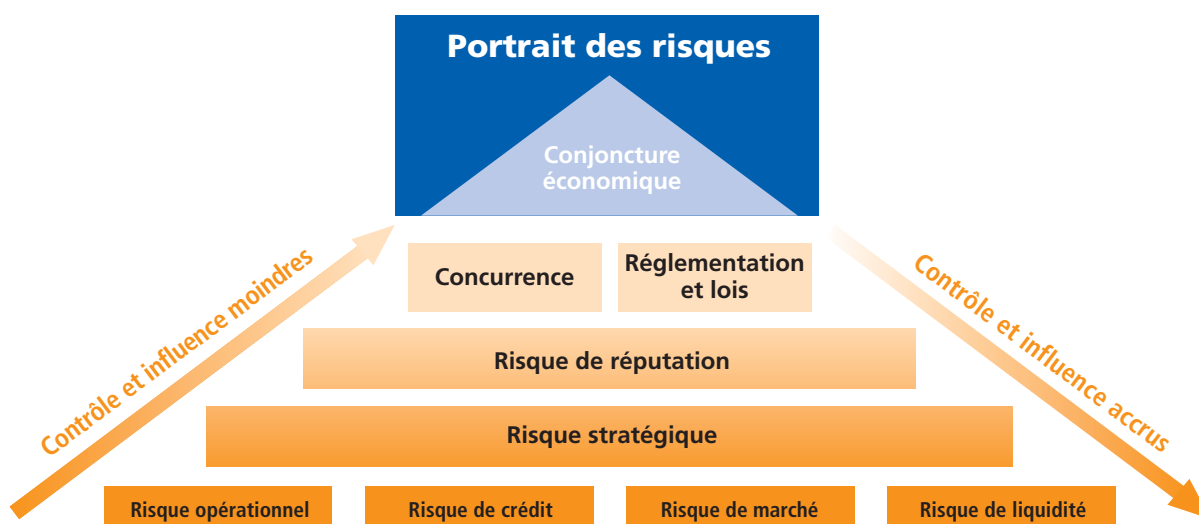 Portrait des risques
Conjoncture
économique
Concurrence
Réglementation
et lois
Contrôle et influence moindres
Contrôle et influence accrus
Risque de réputation
Risque stratégique
Risque opérationnel
Risque de crédit
Risque de marché
Risque de liquidité